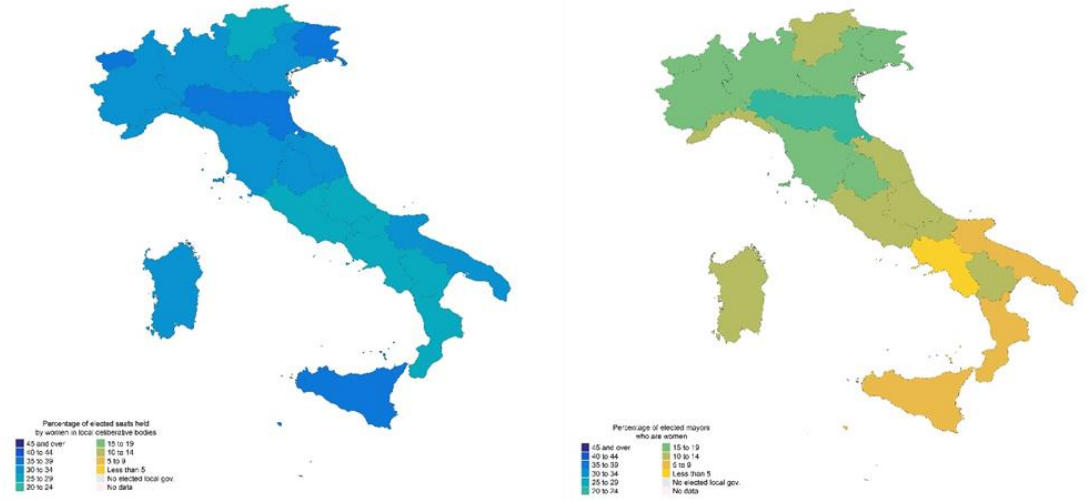 Percentage of elected seats held
by women in local deliberative bodies
45 and over
40 to 44
35 to 39
30 to 34
25 to 29
20 to 24
15 to 19
10 to 14
5 to 9
Less than 5
No elected local gov.
No data
Percentage of elected mayors
who are women
45 and over
40 to 44
35 to 39
30 to 34
25 to 29
20 to 24
15 to 19
10 to 14
5 to 9
Less than 5
No elected local gov.
No data